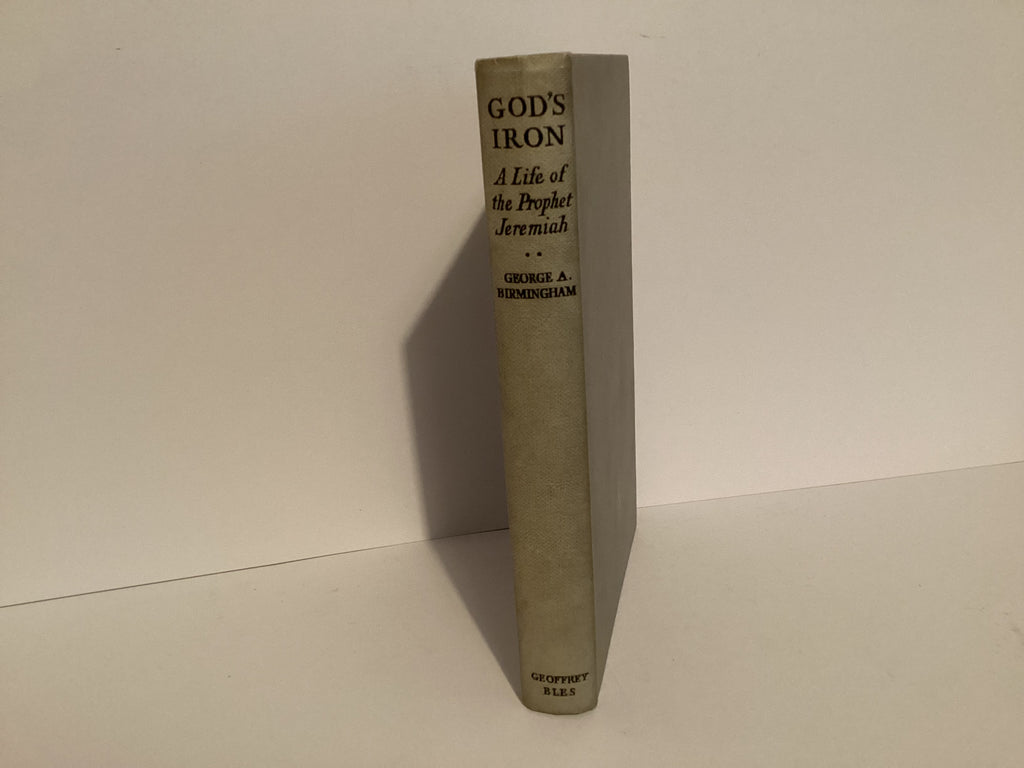 GOD'S
IRON
A Life of
the Prophet
Jeremiah
••
GEORGE A.
BIRMINGHAM
GEOFFREY
BLES